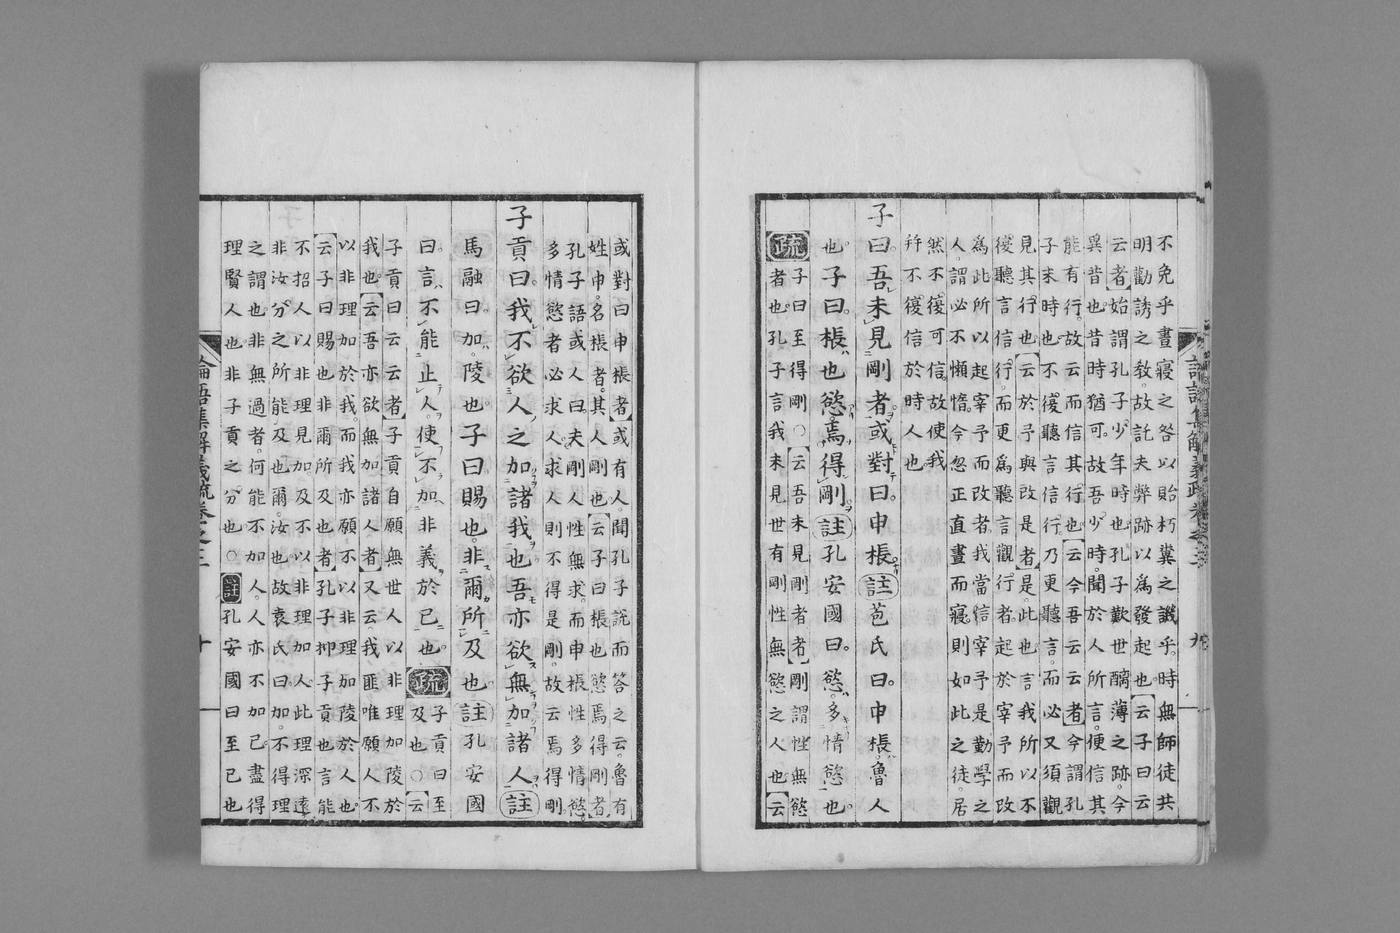 不免乎晝寢之咎以貽朽糞之譏乎時無師徒共
明勸誘之教故託夫弊跡以為發起也云子曰云
云者始謂孔子少年時也孔子歎世醨薄之跡今
異昔也昔時猶可故吾少時聞於人所言便信其
能有行故云而信其行也云今吾云云者今謂孔
子末時也不復聽言信行乃更聽言而必又須觀
見其行也云於予與改是者是此也言我所以不
復聽言信行而更為聽言觀行者起於宰予而改
為此所以起宰予而改者我當信宰予是勤學之
人謂必不懶惰今忽正直晝而寢則如此之徒居
然不復可信故使我
并不復信於時人也
子曰吾未見剛者或對曰申棖註苞氏曰申棖魯人
也子曰棖也慾焉得剛註孔安國曰慾多情慾也
疏子曰至得剛○云吾未見剛者者剛謂性無慾
者也孔子言我未見世有剛性無慾之人也云
或對曰申棖者或有人聞孔子說而答之云魯有
姓申名棖者其人剛也云子曰棖也慾焉得剛者
孔子語或人曰夫剛人性無求而申棖性多情慾
多情慾者必求人求人則不得是剛故云焉得剛
子貢曰我不欲人之加諸我也吾亦欲無加諸人註
馬融曰加陵也子曰賜也非爾所及也註孔安國
曰言不能止人使不加非義於己也疏子貢曰至
及也○云
子貢曰云云者子貢自願無世人以非理加陵於
我也云吾亦欲無加諸人者又云我匪唯願人不
以非理加於我而我亦願不以非理加陵於人也
云子曰賜也非爾所及也者孔子抑子貢也言能
不招人以非理見加及不以非理加人此理深遠
非汝分之所能及也爾汝也故袁氏曰加不得理
之謂也非無過者何能不加人人亦不加己盡得
理賢人也非子貢之分也○註孔安國曰至己也
論語集解義疏卷之三
十